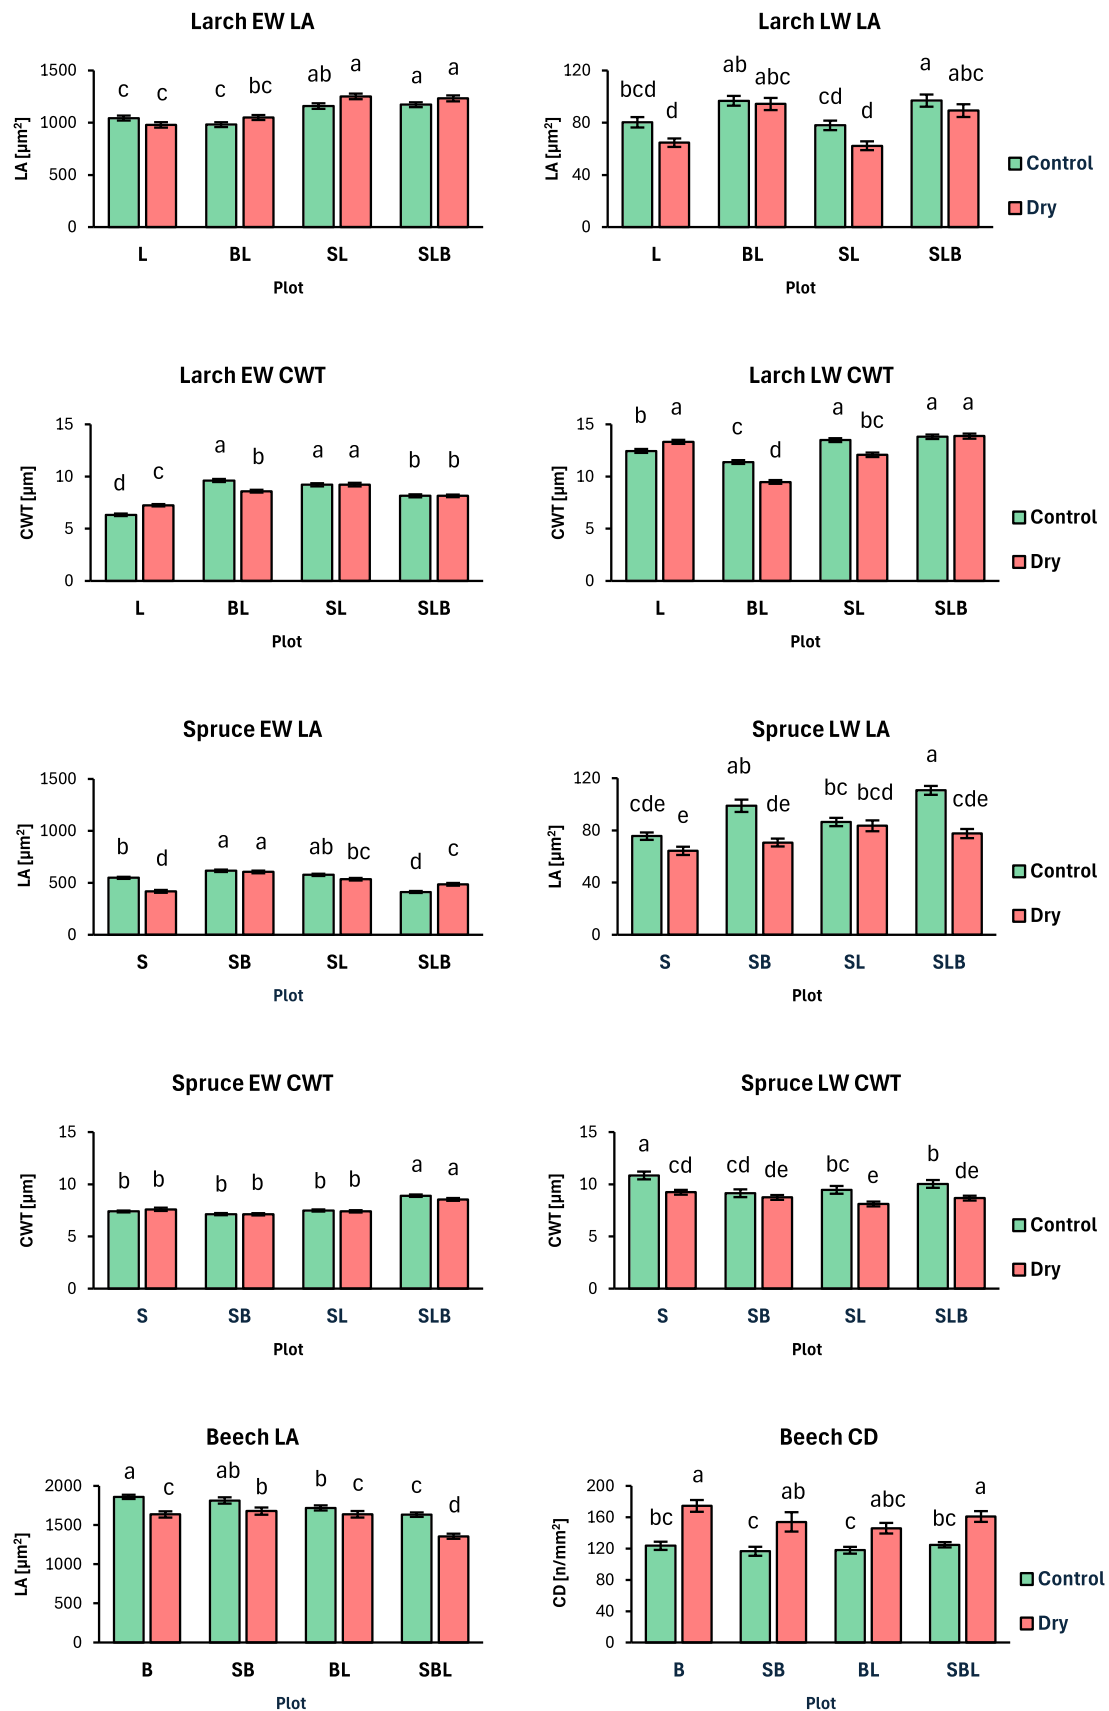 Larch EW LA
1500
1000
500
0
LA [µm²]
c c c bc ab a a a
L BL SL SLB
Plot
Larch LW LA
120
80
40
0
LA [µm²]
bcd d ab abc cd d a abc
L BL SL SLB
Plot
Control
Dry
Larch EW CWT
15
10
5
0
CWT [µm]
d c a b a a b b
L BL SL SLB
Plot
Larch LW CWT
15
10
5
0
CWT [µm]
b a c d a bc a a
L BL SL SLB
Plot
Control
Dry
Spruce EW LA
1500
1000
500
0
LA [µm²]
b d a a ab bc d c
S SB SL SLB
Plot
Spruce LW LA
120
80
40
0
LA [µm²]
cde e ab de bc bcd a cde
S SB SL SLB
Plot
Control
Dry
Spruce EW CWT
15
10
5
0
CWT [µm]
b b b b b b a a
S SB SL SLB
Plot
Spruce LW CWT
15
10
5
0
CWT [µm]
a cd cd de bc e b de
S SB SL SLB
Plot
Control
Dry
Beech LA
2000
1500
1000
500
0
LA [µm²]
a c ab b b c c d
B SB BL SBL
Plot
Beech CD
200
160
120
80
40
0
CD [n/mm²]
bc a c ab c abc bc a
B SB BL SBL
Plot
Control
Dry